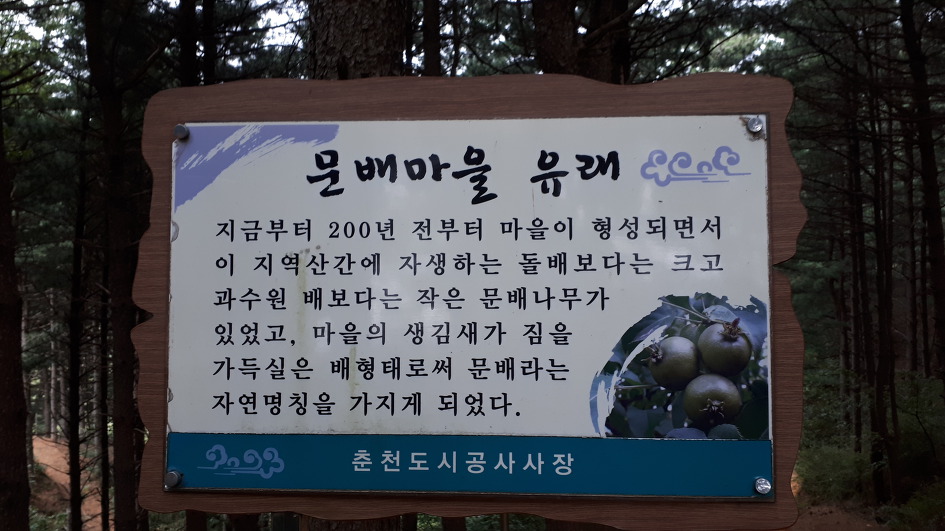 문배마을 유래
지금부터 200년 전부터 마을이 형성되면서
이 지역산간에 자생하는 돌배보다는 크고
과수원 배보다는 작은 문배나무가
있었고, 마을의 생김새가 짐을
가득실은 배형태로써 문배라는
자연명칭을 가지게 되었다.
춘천도시공사사장